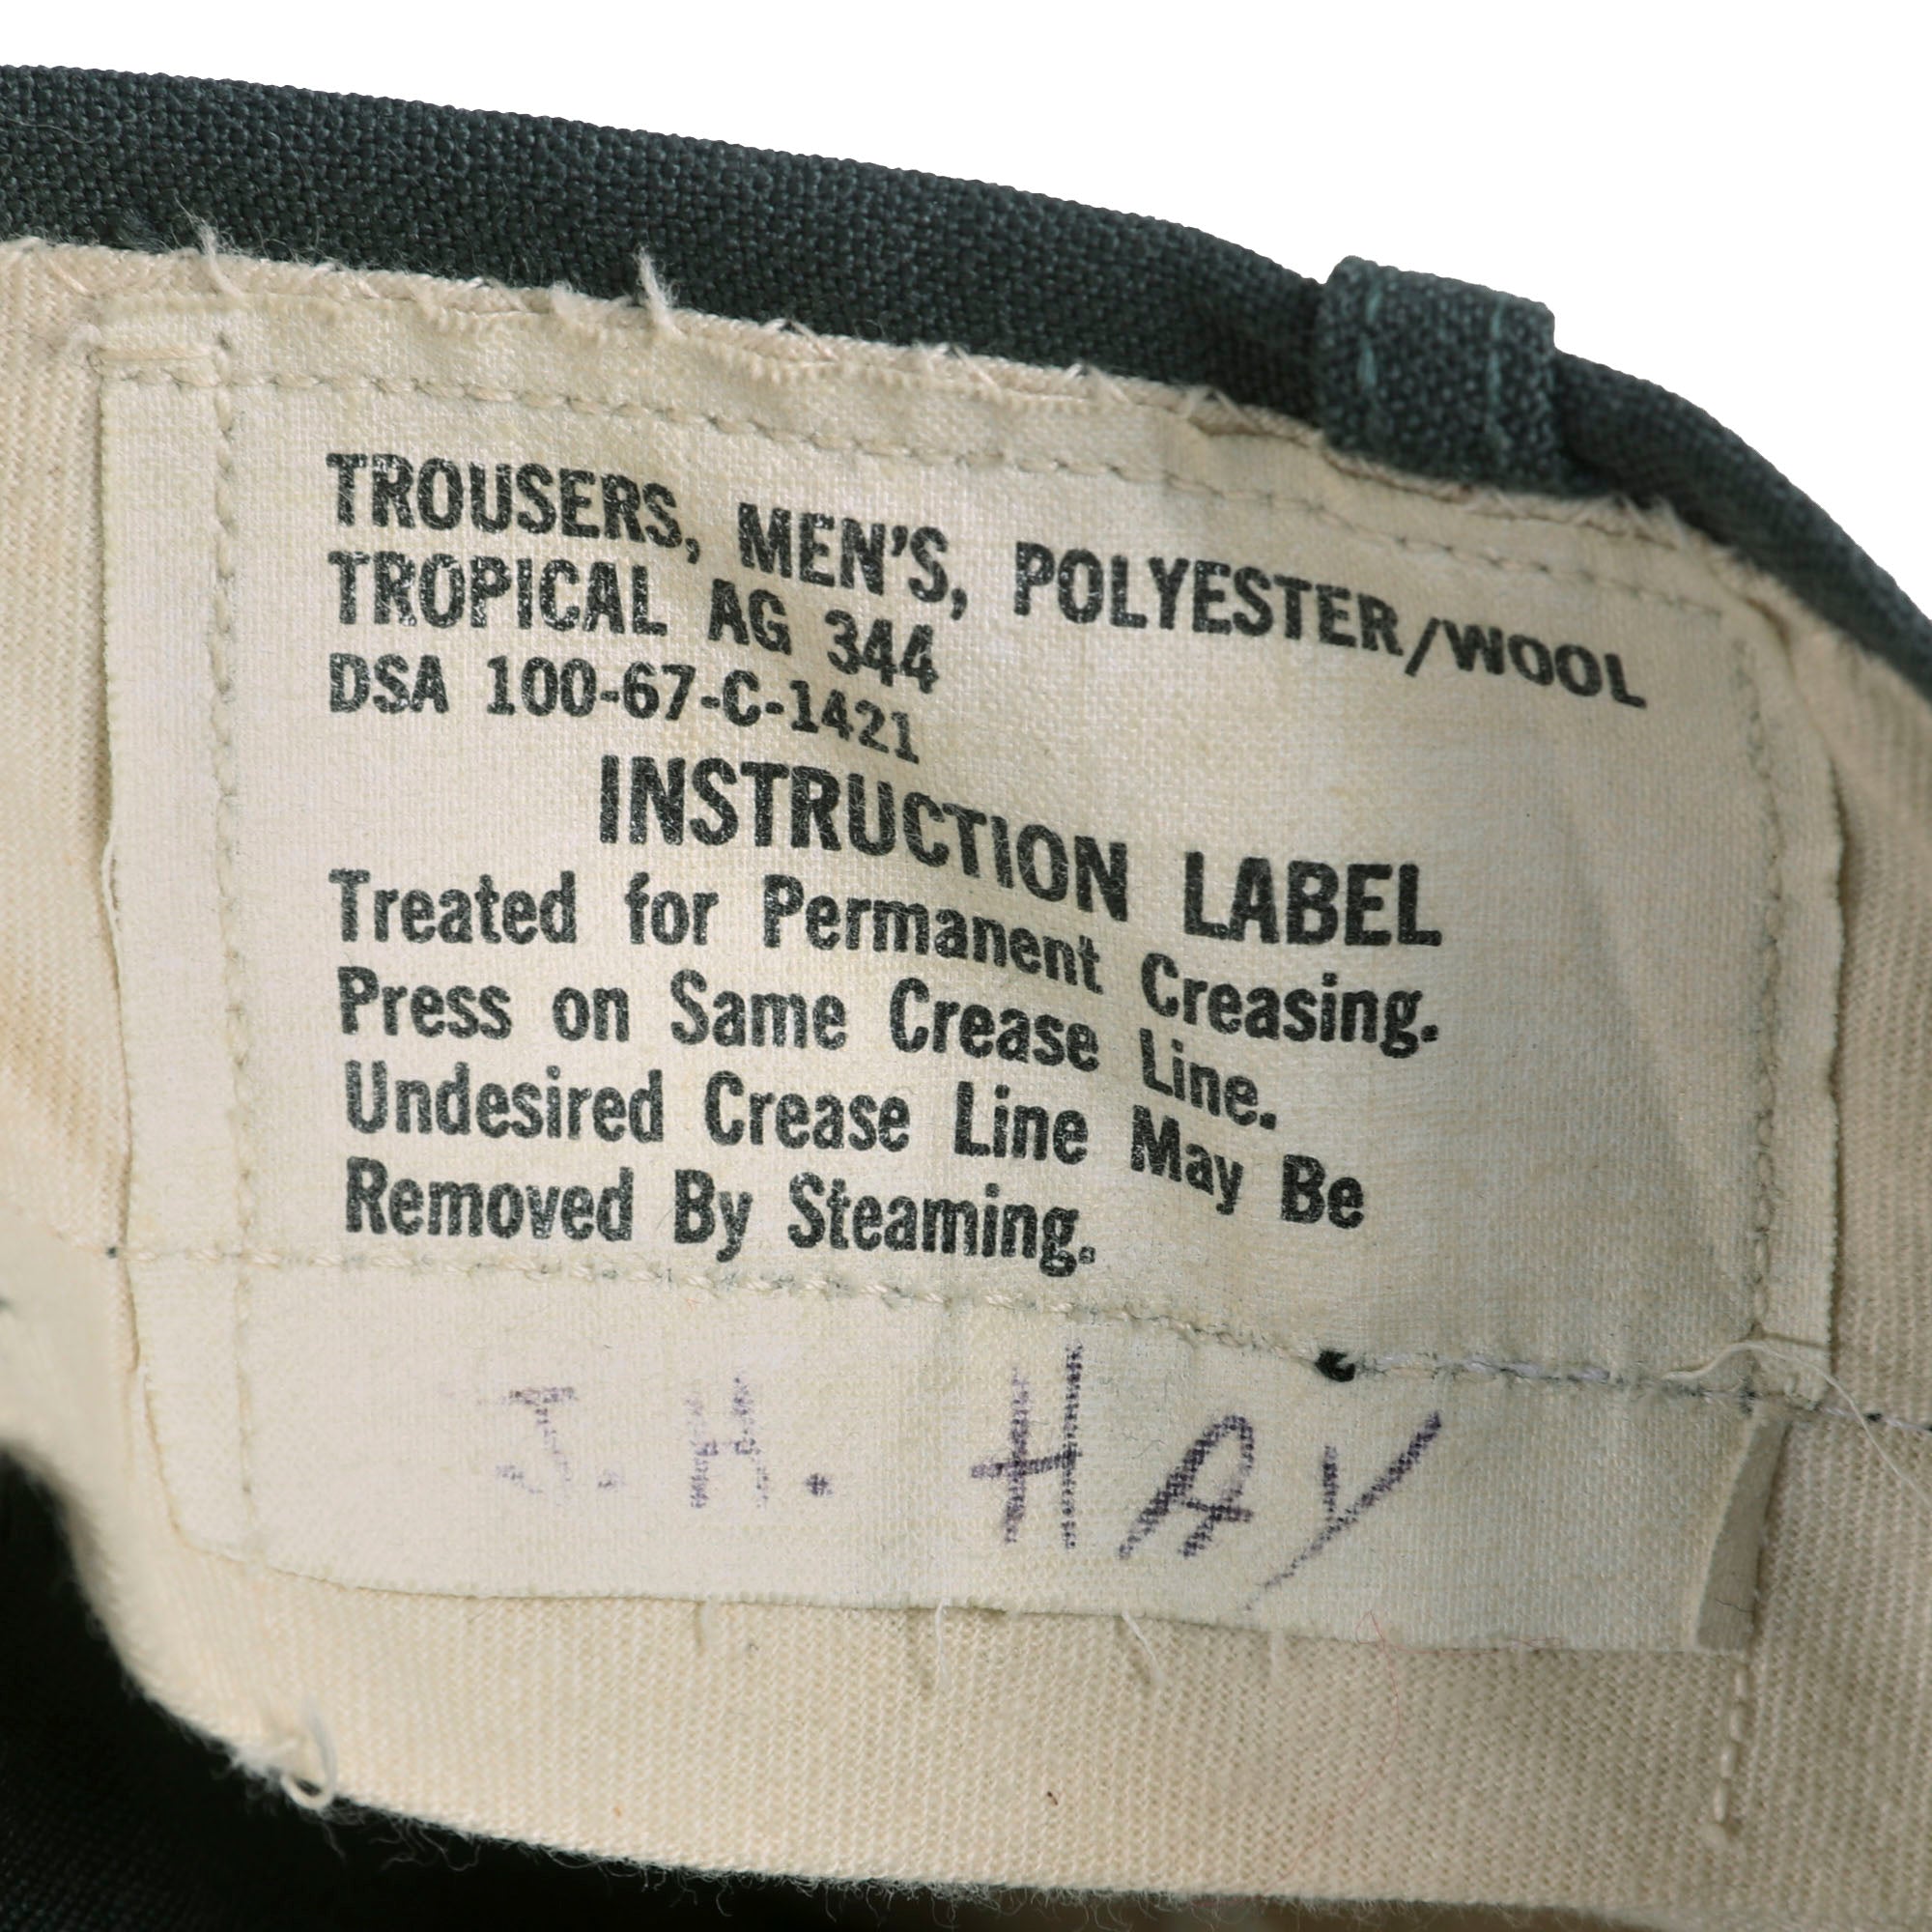 TROUSERS, MEN'S, POLYESTER/WOOL
TROPICAL AG 344
DSA 100-67-C-1421
INSTRUCTION LABEL
Treated for Permanent Creasing.
Press on Same Crease Line.
Undesired Crease Line May Be
Removed By Steaming.
J. H. HAY